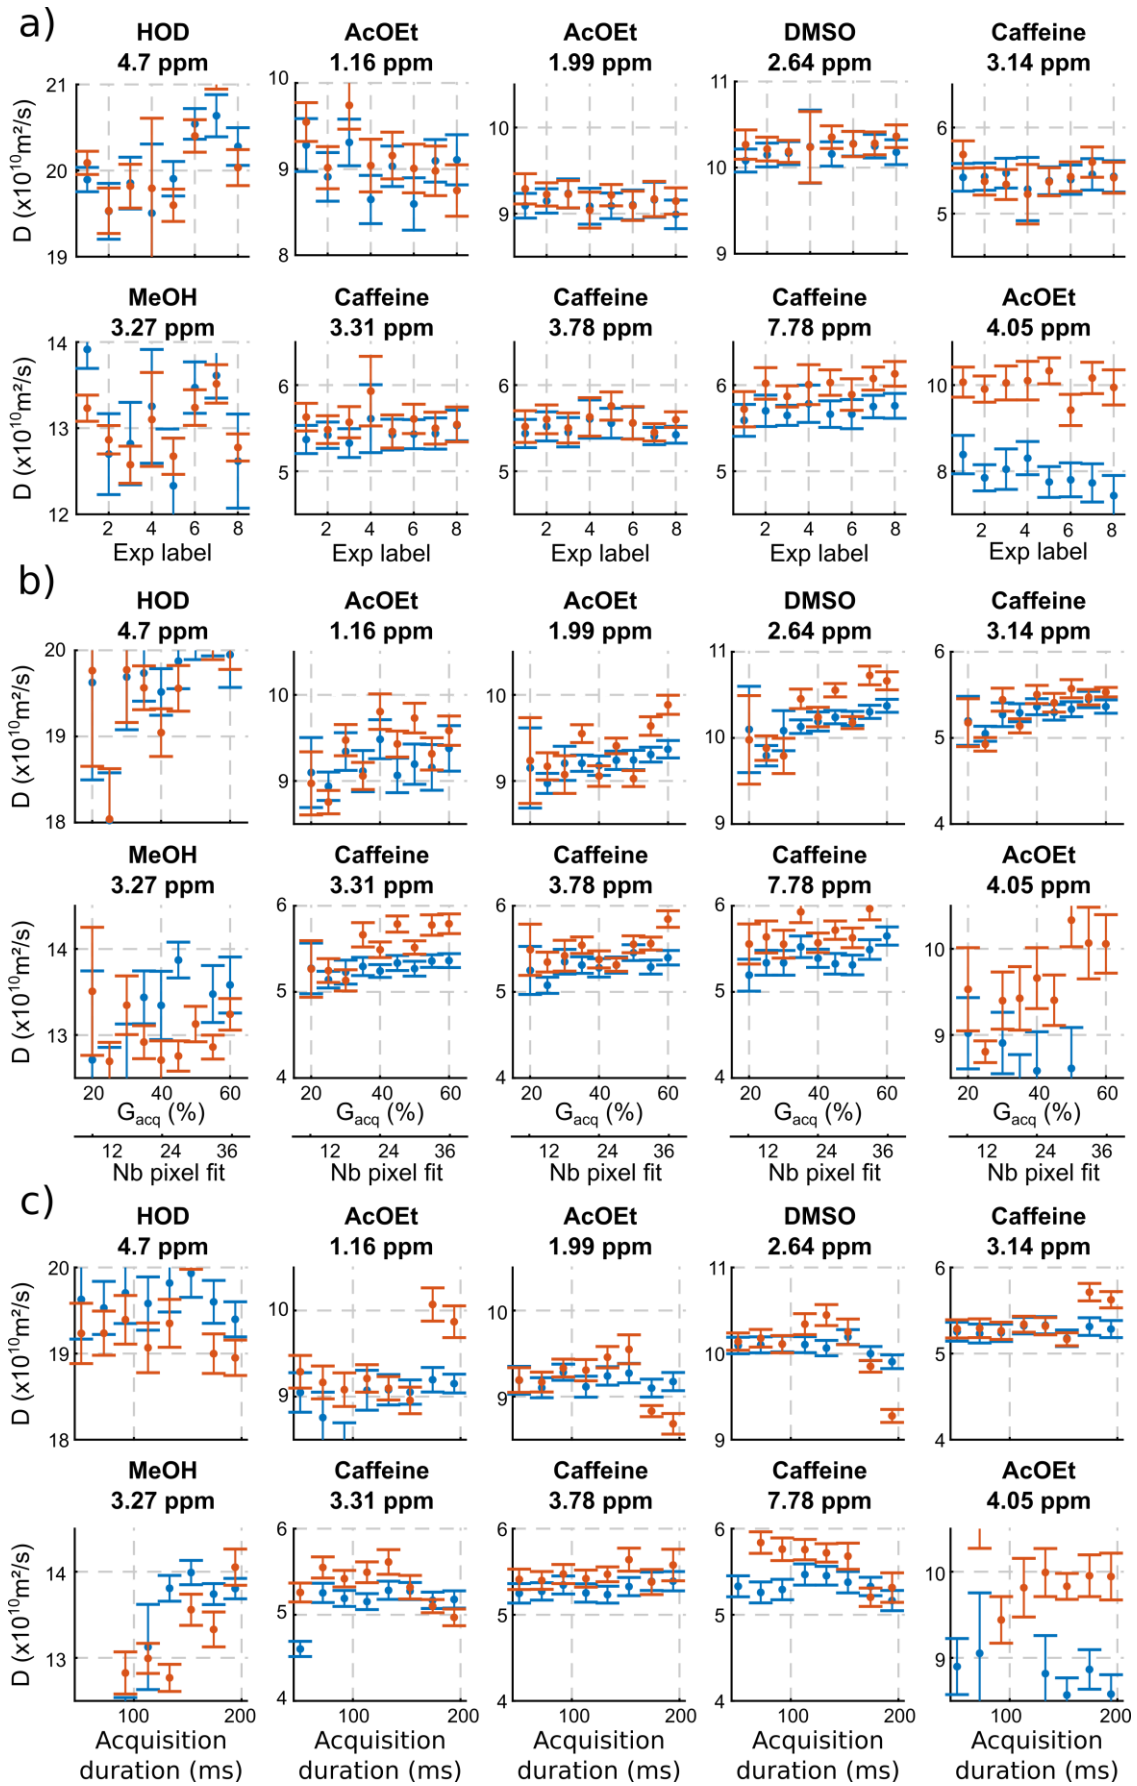 a)
HOD AcOEt AcOEt DMSO Caffeine
4.7 ppm 1.16 ppm 1.99 ppm 2.64 ppm 3.14 ppm
D (x10¹⁰m²/s)
21 20 19
10 9 8
10 9
11 10 9
6 5
MeOH Caffeine Caffeine Caffeine AcOEt
3.27 ppm 3.31 ppm 3.78 ppm 7.78 ppm 4.05 ppm
D (x10¹⁰m²/s)
14 13 12
6 5
6 5
6 5
10 8
2 4 6 8 2 4 6 8 2 4 6 8 2 4 6 8 2 4 6 8
Exp label Exp label Exp label Exp label Exp label
b)
HOD AcOEt AcOEt DMSO Caffeine
4.7 ppm 1.16 ppm 1.99 ppm 2.64 ppm 3.14 ppm
D (x10¹⁰m²/s)
20 19 18
10 9
10 9
11 10 9
6 5 4
MeOH Caffeine Caffeine Caffeine AcOEt
3.27 ppm 3.31 ppm 3.78 ppm 7.78 ppm 4.05 ppm
D (x10¹⁰m²/s)
14 13
6 5 4
6 5 4
6 5 4
10 9
20 40 60 20 40 60 20 40 60 20 40 60 20 40 60
Gacq (%) Gacq (%) Gacq (%) Gacq (%) Gacq (%)
12 24 36 12 24 36 12 24 36 12 24 36 12 24 36
Nb pixel fit Nb pixel fit Nb pixel fit Nb pixel fit Nb pixel fit
c)
HOD AcOEt AcOEt DMSO Caffeine
4.7 ppm 1.16 ppm 1.99 ppm 2.64 ppm 3.14 ppm
D (x10¹⁰m²/s)
20 19 18
10 9
10 9
11 10 9
6 5 4
MeOH Caffeine Caffeine Caffeine AcOEt
3.27 ppm 3.31 ppm 3.78 ppm 7.78 ppm 4.05 ppm
D (x10¹⁰m²/s)
14 13
6 5 4
6 5 4
6 5 4
10 9
100 200 100 200 100 200 100 200 100 200
Acquisition Acquisition Acquisition Acquisition Acquisition
duration (ms) duration (ms) duration (ms) duration (ms) duration (ms)